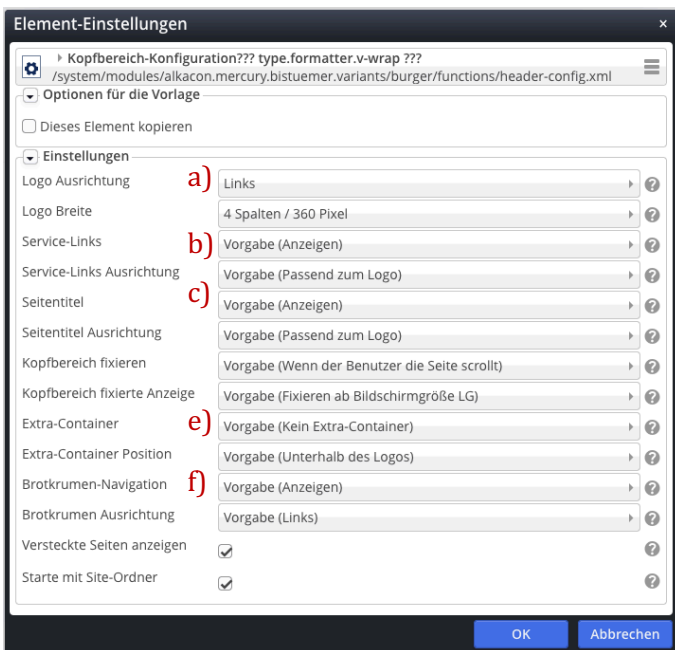 Element-Einstellungen ×
Kopfbereich-Konfiguration??? type.formatter.v-wrap ???
/system/modules/alkacon.mercury.bistuemer.variants/burger/functions/header-config.xml
Optionen für die Vorlage
Dieses Element kopieren
Einstellungen
Logo Ausrichtung a) Links ?
Logo Breite 4 Spalten / 360 Pixel ?
Service-Links b) Vorgabe (Anzeigen) ?
Service-Links Ausrichtung Vorgabe (Passend zum Logo) ?
Seitentitel c) Vorgabe (Anzeigen) ?
Seitentitel Ausrichtung Vorgabe (Passend zum Logo) ?
Kopfbereich fixieren Vorgabe (Wenn der Benutzer die Seite scrollt) ?
Kopfbereich fixierte Anzeige Vorgabe (Fixieren ab Bildschirmgröße LG) ?
Extra-Container e) Vorgabe (Kein Extra-Container) ?
Extra-Container Position Vorgabe (Unterhalb des Logos) ?
Brotkrumen-Navigation f) Vorgabe (Anzeigen) ?
Brotkrumen Ausrichtung Vorgabe (Links) ?
Versteckte Seiten anzeigen ?
Starte mit Site-Ordner ?
OK Abbrechen